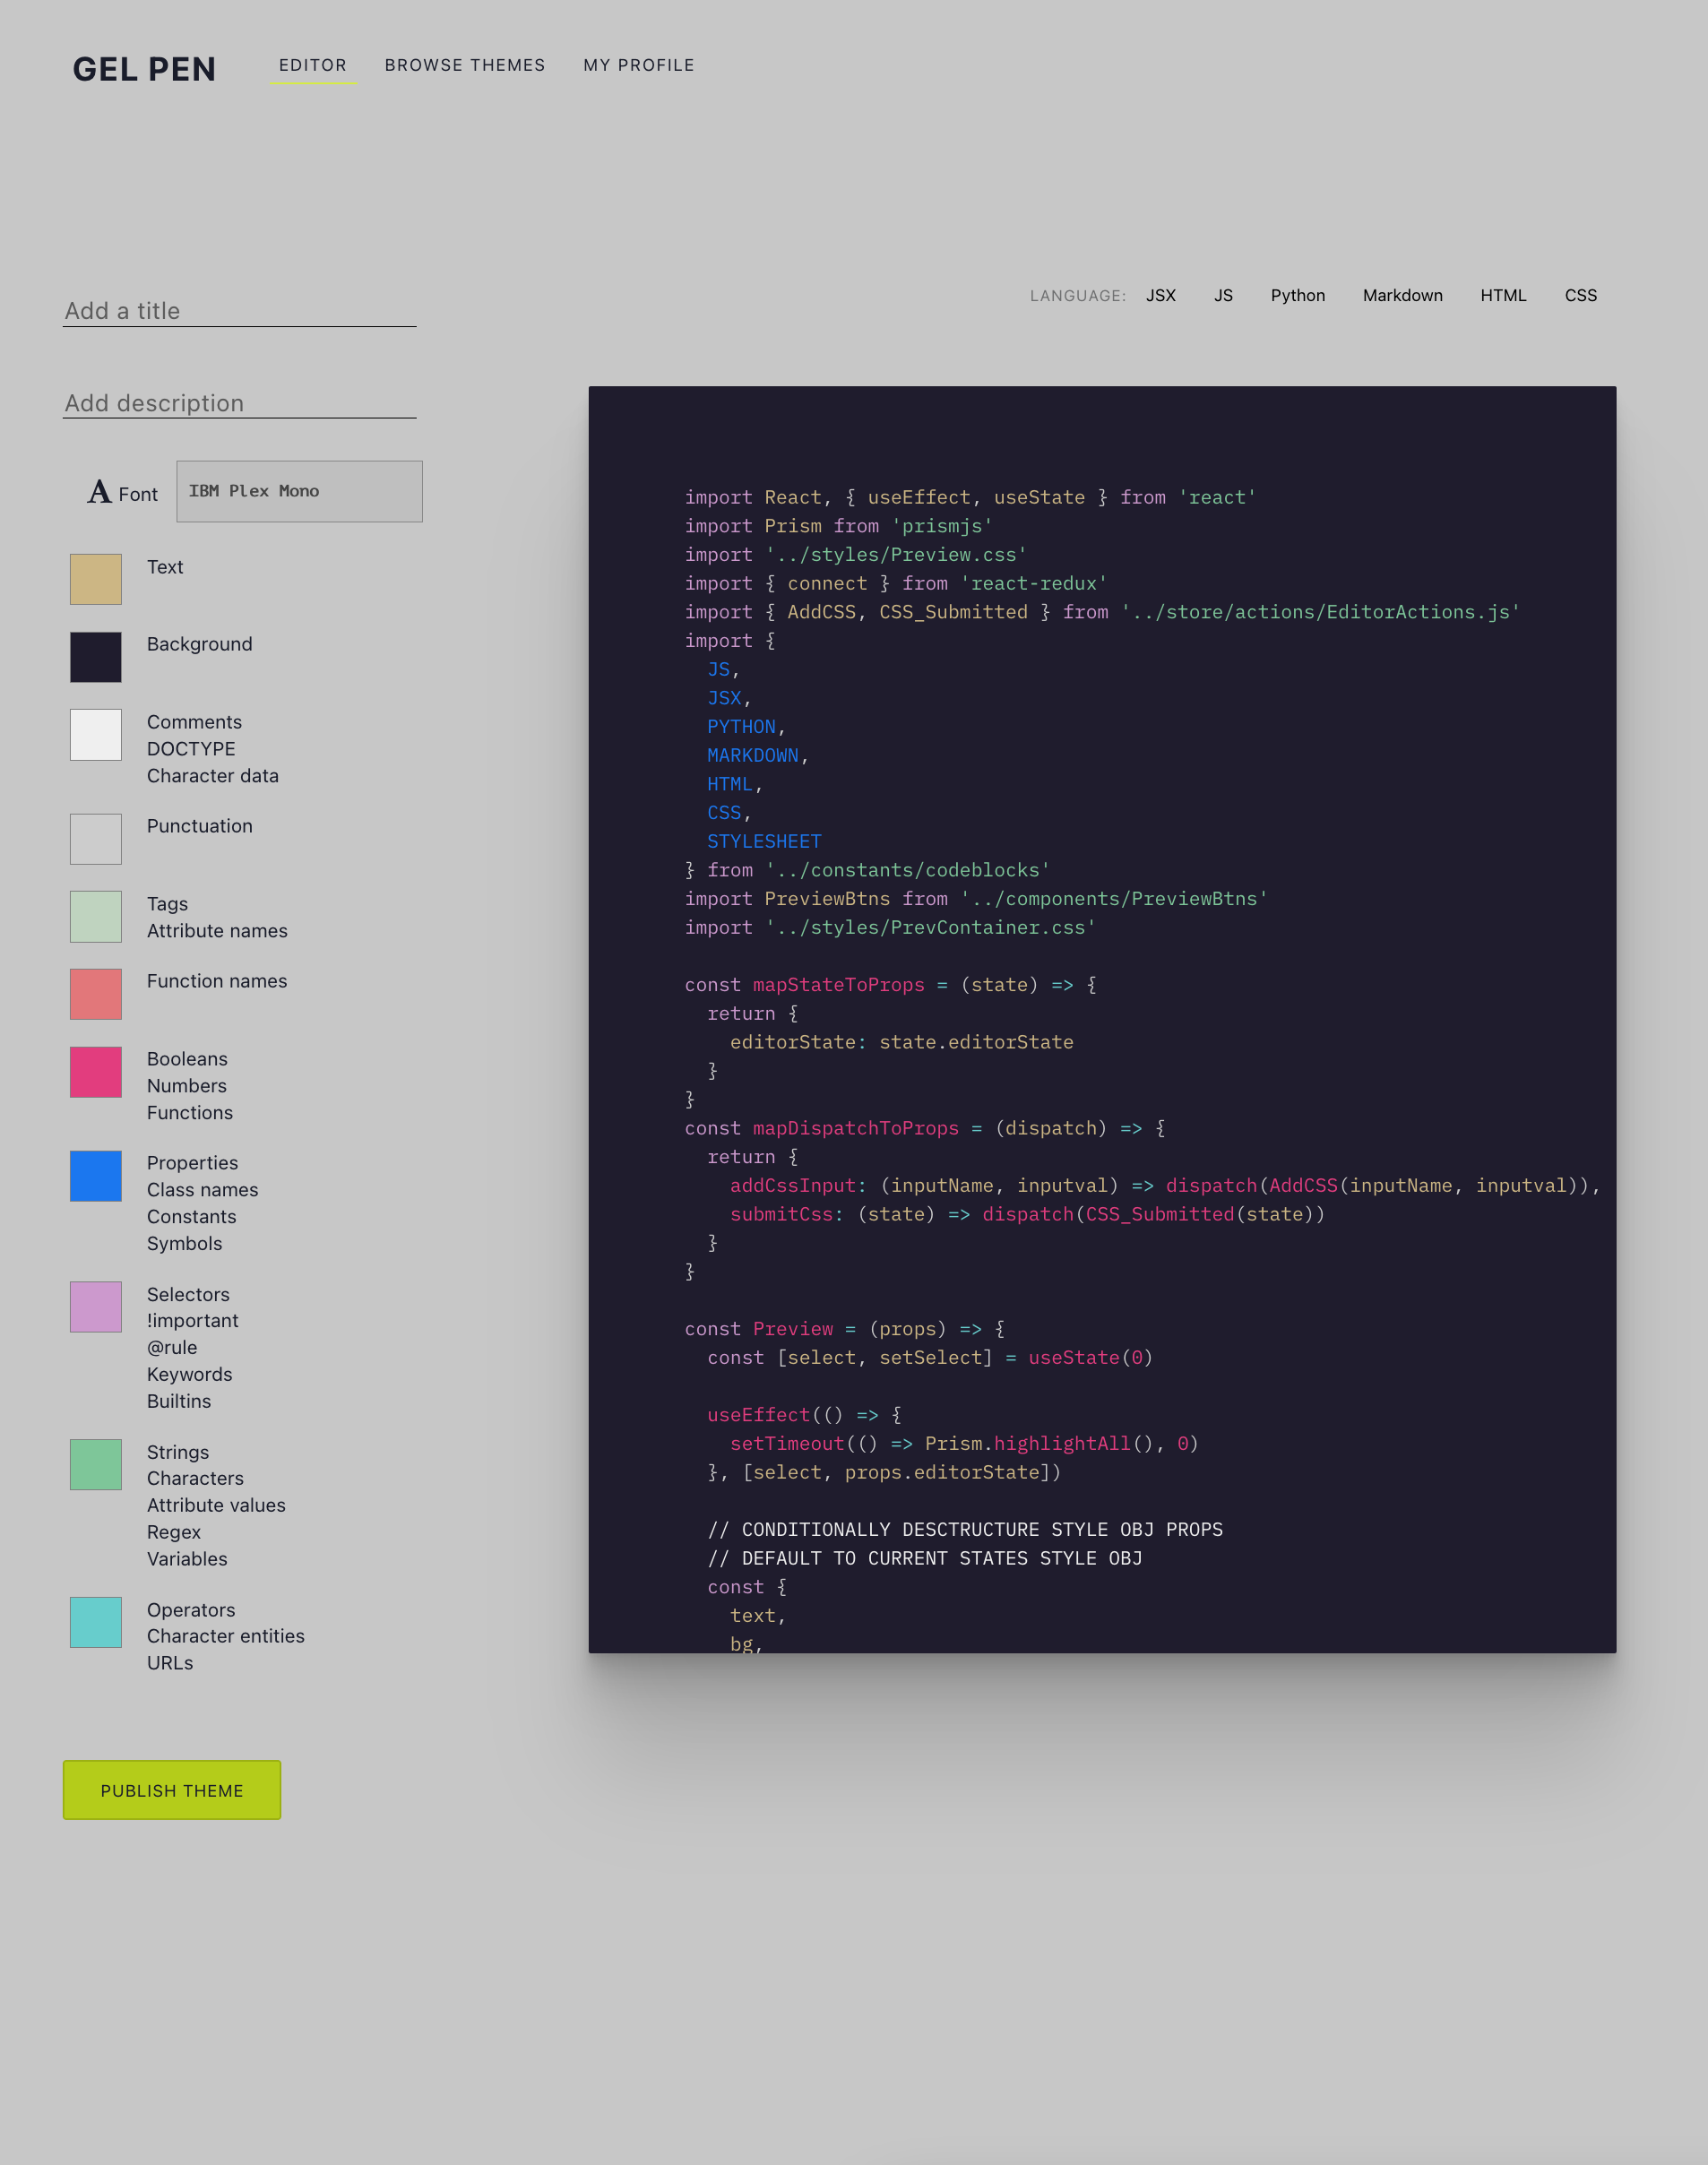 GEL PEN
EDITOR BROWSE THEMES MY PROFILE
Add a title
Add description
A Font IBM Plex Mono
Text
Background
Comments
DOCTYPE
Character data
Punctuation
Tags
Attribute names
Function names
Booleans
Numbers
Functions
Properties
Class names
Constants
Symbols
Selectors
!important
@rule
Keywords
Builtins
Strings
Characters
Attribute values
Regex
Variables
Operators
Character entities
URLs
PUBLISH THEME
LANGUAGE: JSX JS Python Markdown HTML CSS
import React, { useEffect, useState } from 'react'
import Prism from 'prismjs'
import '../styles/Preview.css'
import { connect } from 'react-redux'
import { AddCSS, CSS_Submitted } from '../store/actions/EditorActions.js'
import {
  JS,
  JSX,
  PYTHON,
  MARKDOWN,
  HTML,
  CSS,
  STYLESHEET
} from '../constants/codeblocks'
import PreviewBtns from '../components/PreviewBtns'
import '../styles/PrevContainer.css'
const mapStateToProps = (state) => {
  return {
    editorState: state.editorState
  }
}
const mapDispatchToProps = (dispatch) => {
  return {
    addCssInput: (inputName, inputval) => dispatch(AddCSS(inputName, inputval)),
    submitCss: (state) => dispatch(CSS_Submitted(state))
  }
}
const Preview = (props) => {
  const [select, setSelect] = useState(0)
  useEffect(() => {
    setTimeout(() => Prism.highlightAll(), 0)
  }, [select, props.editorState])
  // CONDITIONALLY DESCTRUCTURE STYLE OBJ PROPS
  // DEFAULT TO CURRENT STATES STYLE OBJ
  const {
    text,
    bg,